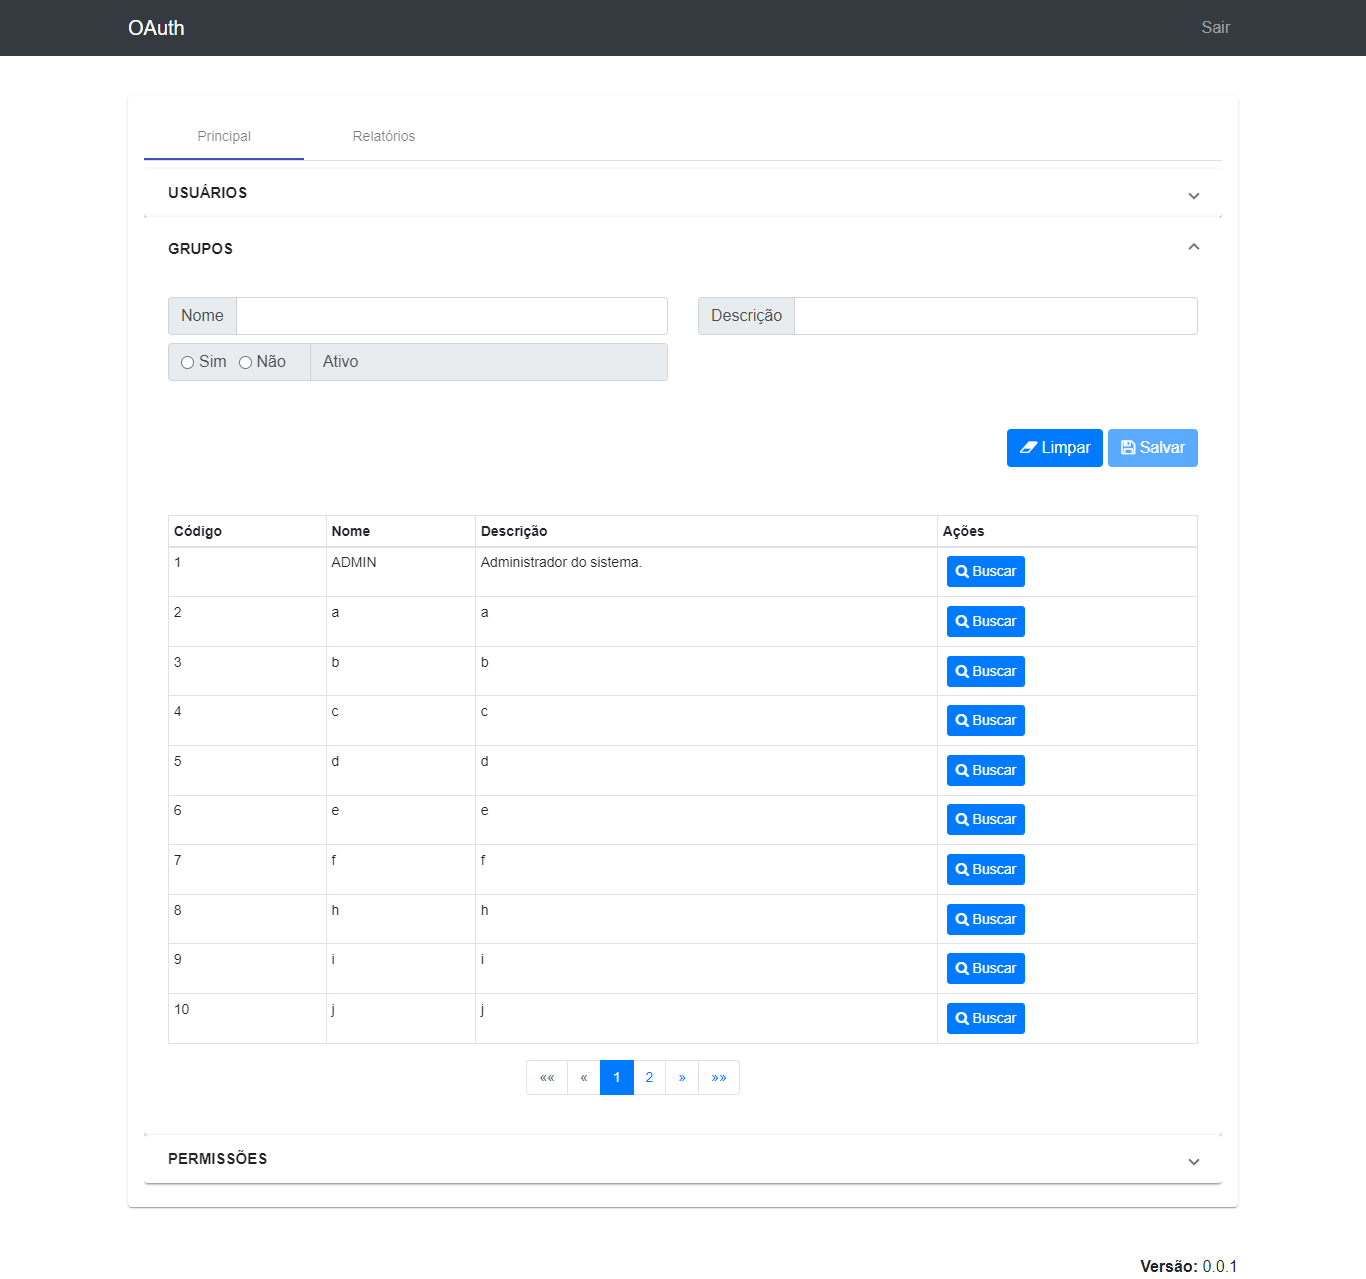 OAuth Sair
Principal Relatórios
USUÁRIOS
GRUPOS
Nome Descrição
Sim Não Ativo
Limpar Salvar
Código Nome Descrição Ações
1 ADMIN Administrador do sistema. Buscar
2 a a Buscar
3 b b Buscar
4 c c Buscar
5 d d Buscar
6 e e Buscar
7 f f Buscar
8 h h Buscar
9 i i Buscar
10 j j Buscar
«« « 1 2 » »»
PERMISSÕES
Versão: 0.0.1